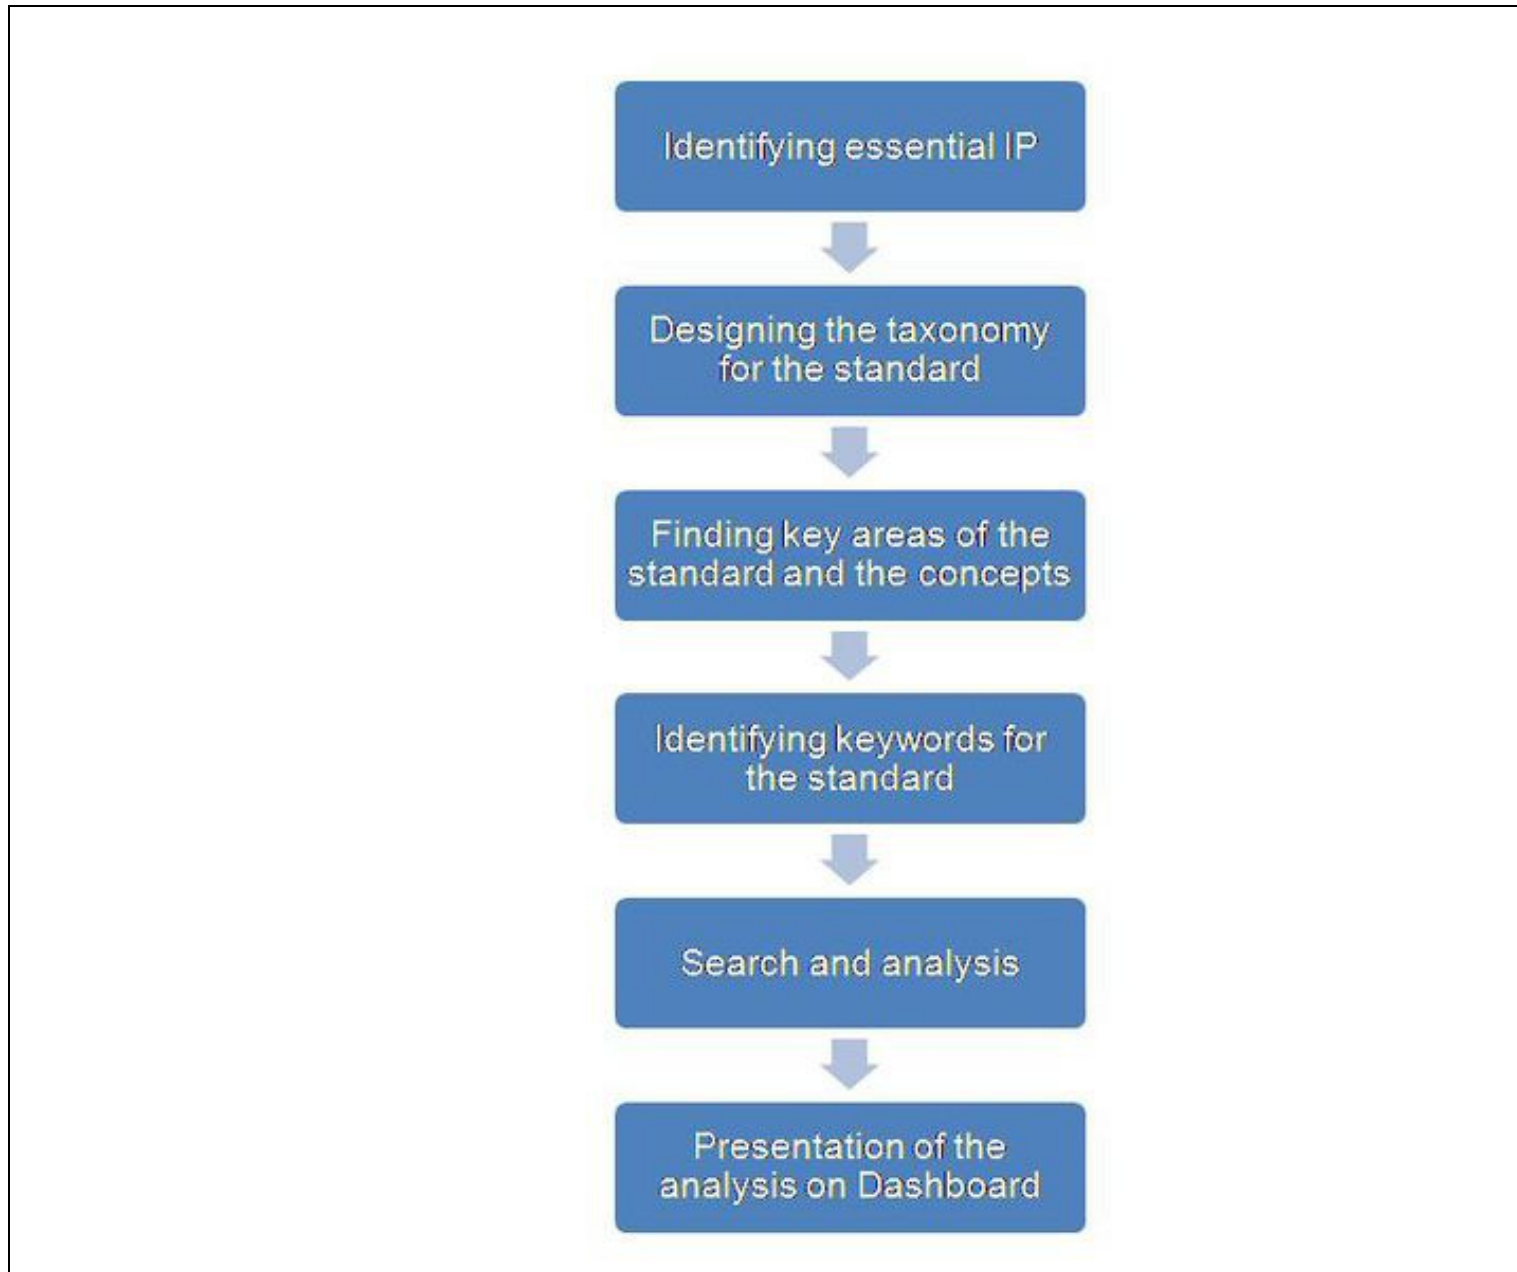 Identifying essential IP
Designing the taxonomy
for the standard
Finding key areas of the
standard and the concepts
Identifying keywords for
the standard
Search and analysis
Presentation of the
analysis on Dashboard